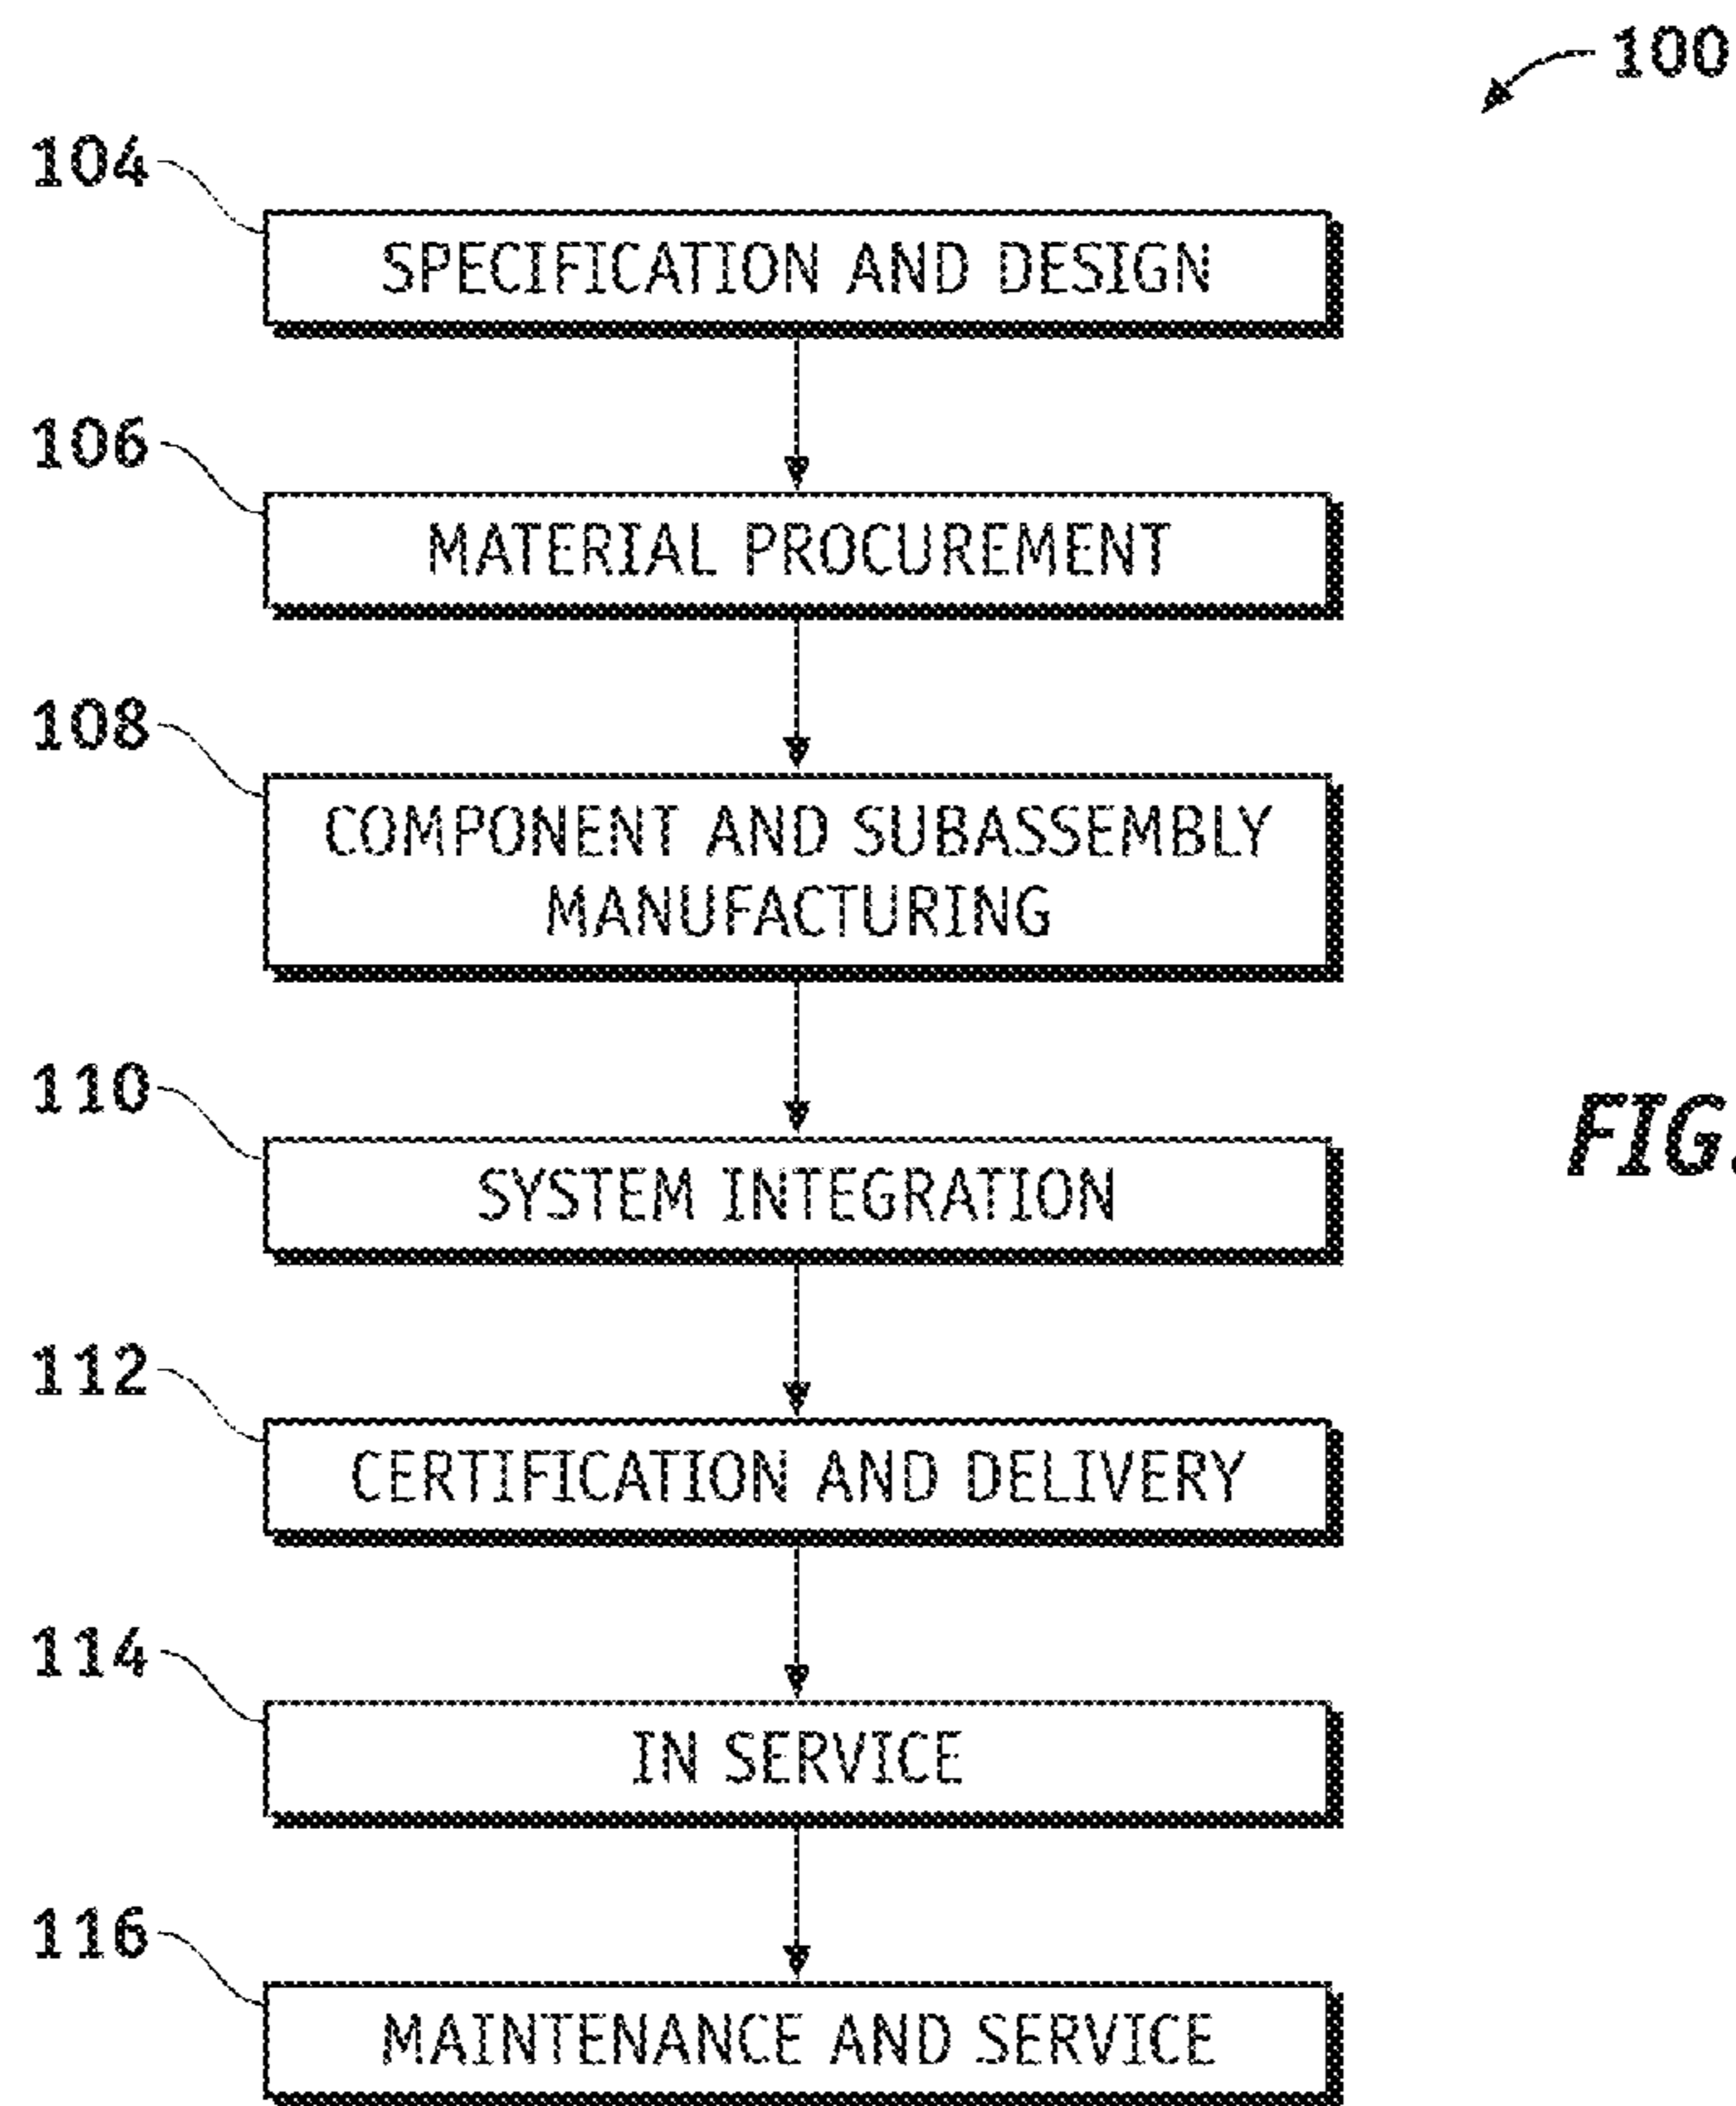 100
104
SPECIFICATION AND DESIGN
106
MATERIAL PROCUREMENT
108
COMPONENT AND SUBASSEMBLY
MANUFACTURING
110
SYSTEM INTEGRATION
FIG.
112
CERTIFICATION AND DELIVERY
114
IN SERVICE
116
MAINTENANCE AND SERVICE